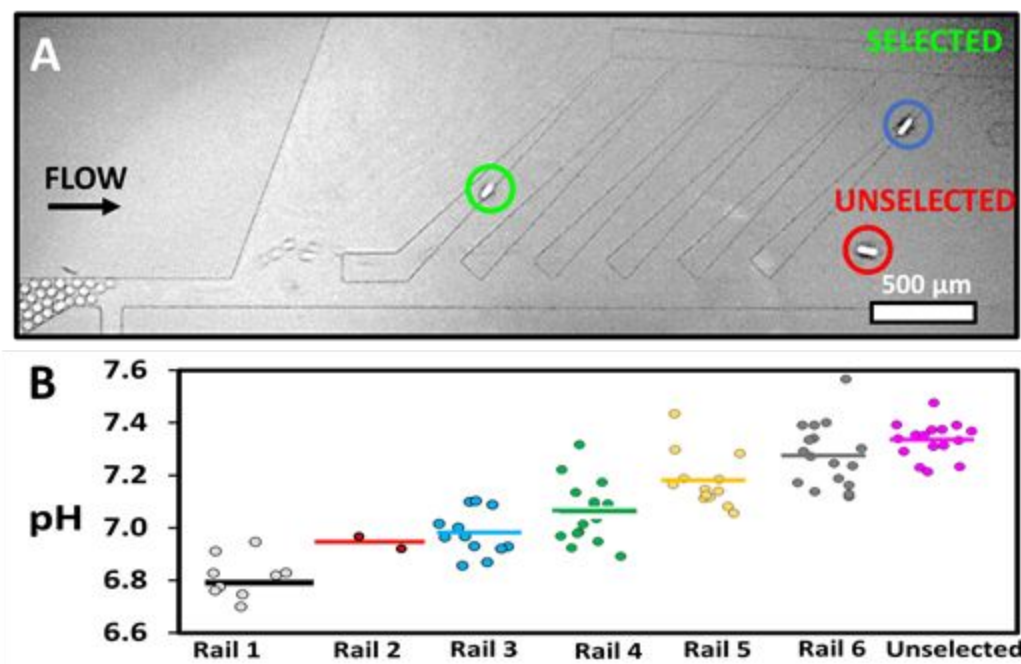 A
SELECTED
FLOW
UNSELECTED
500 µm
B
7.6
7.4
7.2
pH
7.0
6.8
6.6
Rail 1 Rail 2 Rail 3 Rail 4 Rail 5 Rail 6 Unselected